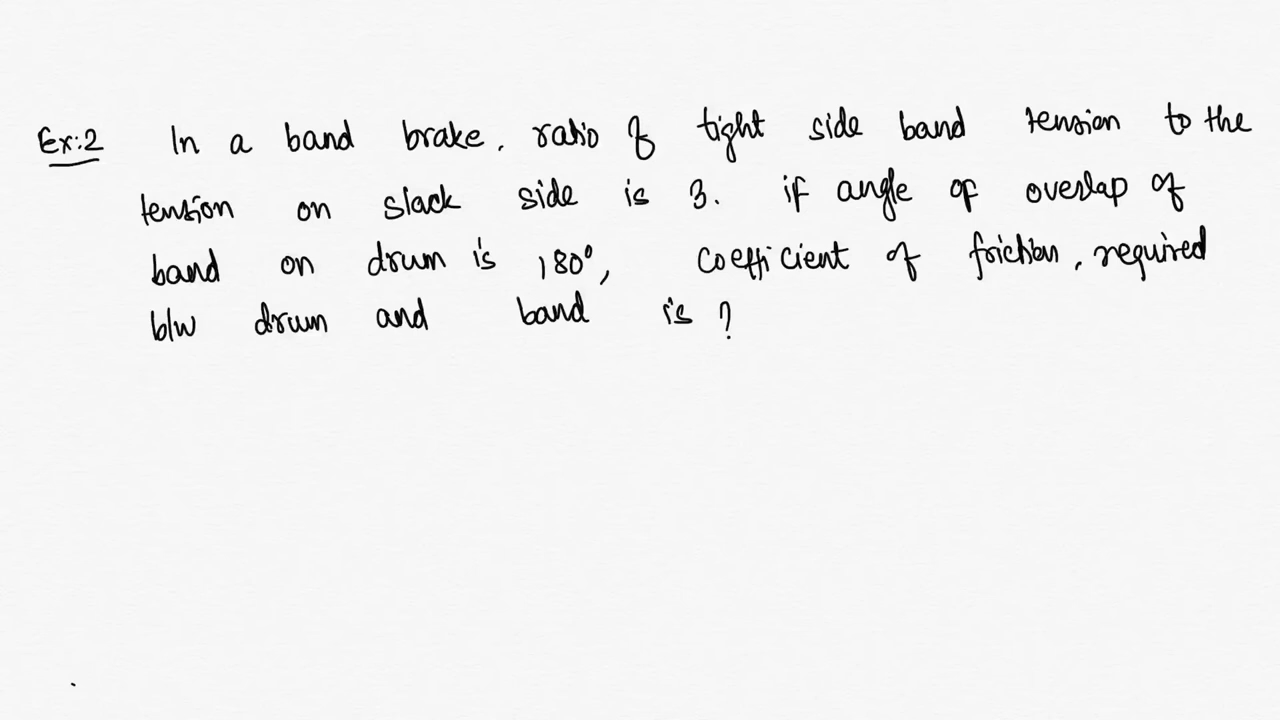 Ex:2 In a band brake, ratio of tight side band tension to the
tension on slack side is 3. if angle of overlap of
band on drum is 180°, coefficient of friction, required
b/w drum and band is ?